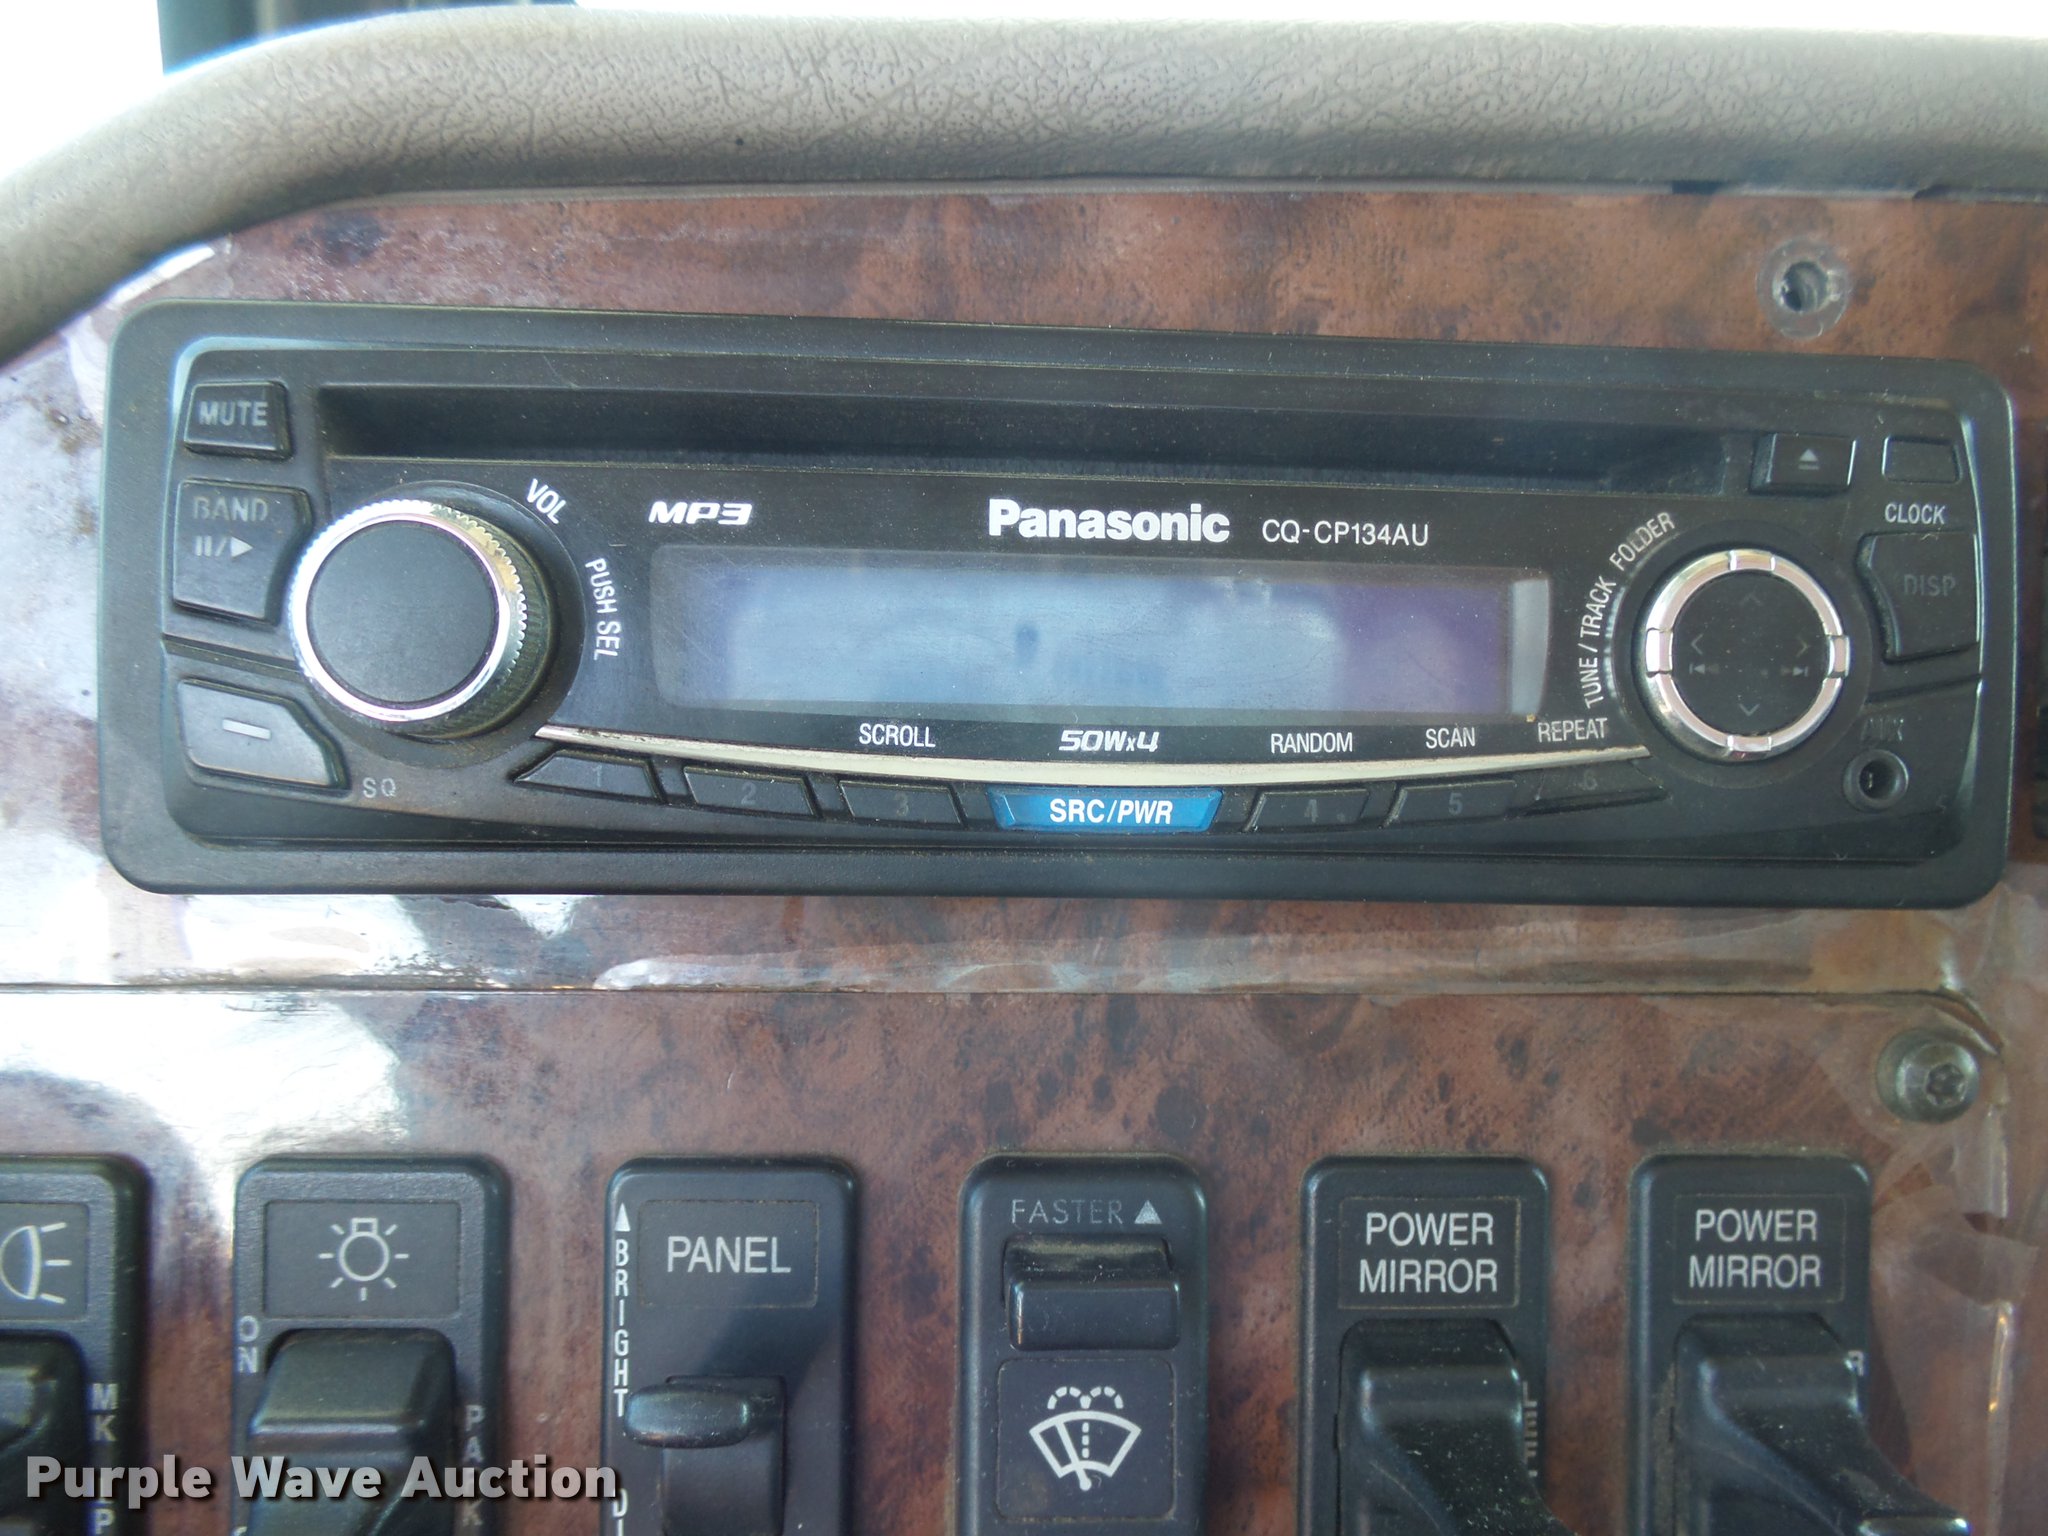 MUTE
BAND
VOL
PUSH SEL
SQ
MP3
Panasonic CQ-CP134AU
TUNE / TRACK FOLDER
CLOCK
DISP
AUX
SCROLL
50Wx4
RANDOM
SCAN
REPEAT
1
2
3
SRC/PWR
4
5
6
ON
PANEL
BRIGHT
FASTER
POWER
MIRROR
POWER
MIRROR
Purple Wave Auction